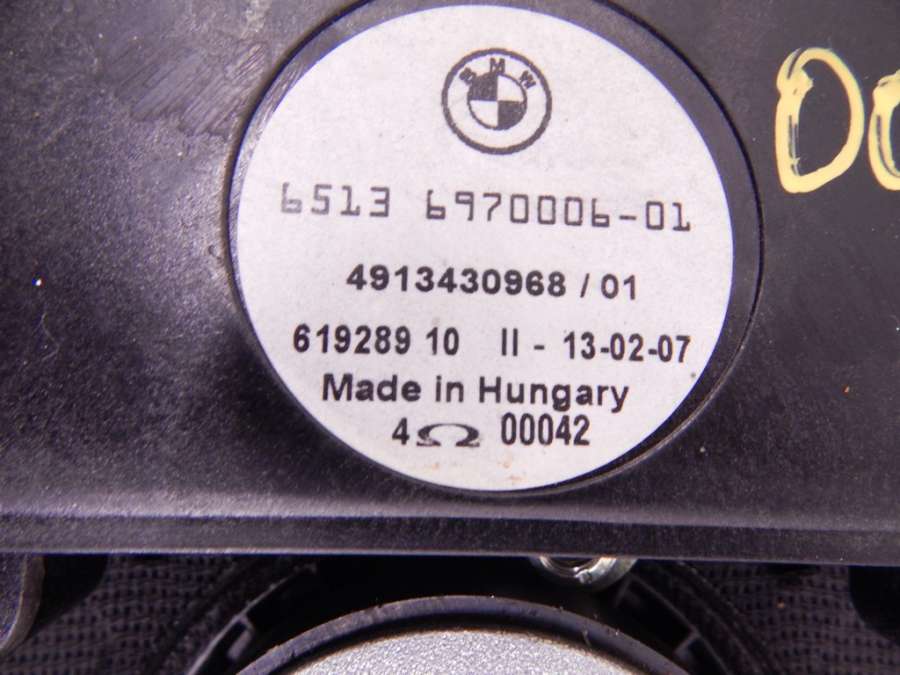 BMW
6513 6970006-01
4913430968 / 01
619289 10 II - 13-02-07
Made in Hungary
4Ω 00042